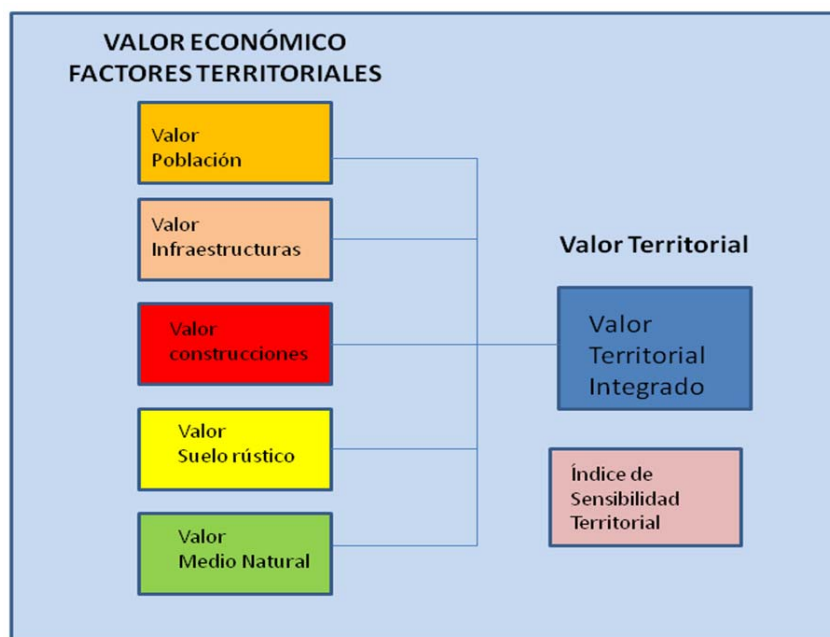 VALOR ECONÓMICO
FACTORES TERRITORIALES
Valor
Población
Valor
Infraestructuras
Valor
construcciones
Valor
Suelo rústico
Valor
Medio Natural
Valor Territorial
Valor
Territorial
Integrado
Índice de
Sensibilidad
Territorial